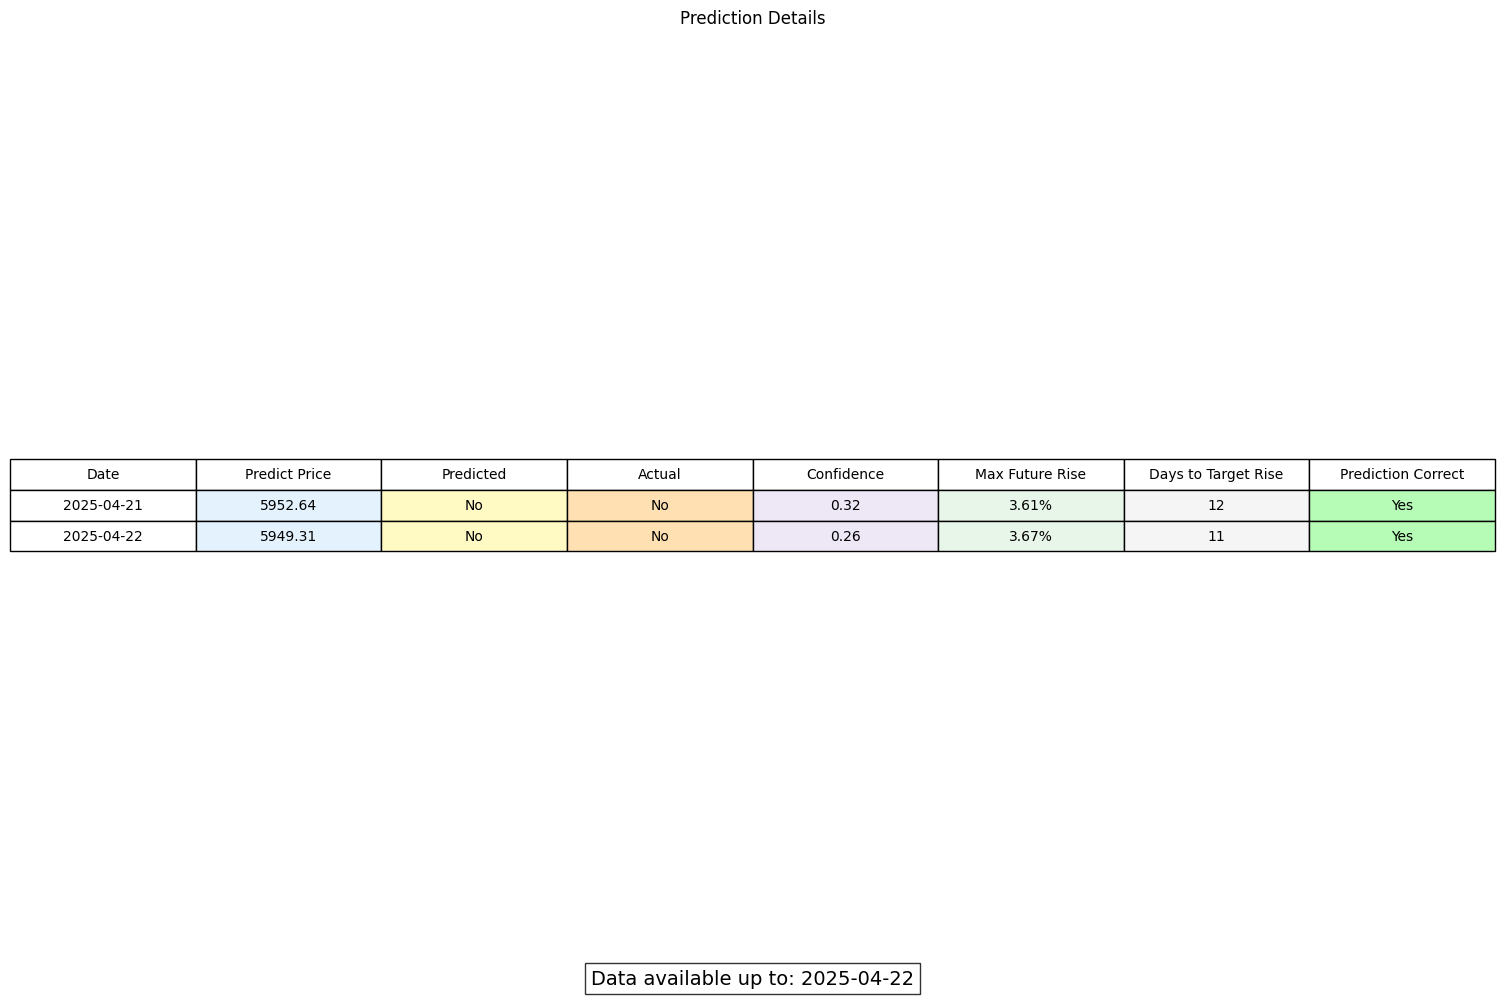 Prediction Details
Date Predict Price Predicted Actual Confidence Max Future Rise Days to Target Rise Prediction Correct
2025-04-21 5952.64 No No 0.32 3.61% 12 Yes
2025-04-22 5949.31 No No 0.26 3.67% 11 Yes
Data available up to: 2025-04-22